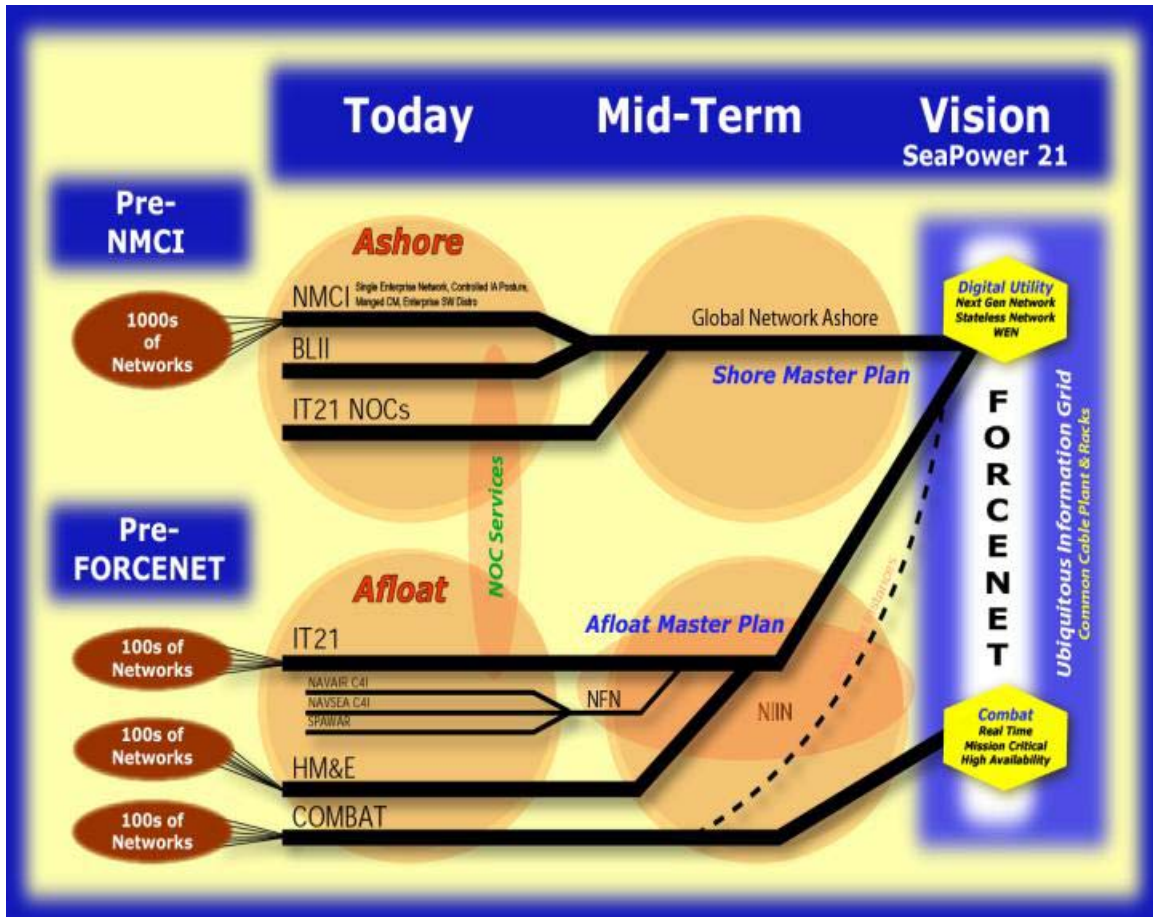 Today
Mid-Term
Vision
SeaPower 21
Pre-
NMCI
1000s
of
Networks
Ashore
NMCI
Single Enterprise Network, Controlled IA Posture,
Manged CM, Enterprise SW Distro
BLII
IT21 NOCs
Global Network Ashore
Shore Master Plan
Digital Utility
Next Gen Network
Stateless Network
WEN
NOC Services
FORCENET
Ubiquitous Information Grid
Common Cable Plant & Racks
Pre-
FORCENET
Afloat
100s of
Networks
IT21
Afloat Master Plan
NAVAIR C4I
NAVSEA C4I
SPAWAR
NFN
NIIN
100s of
Networks
HM&E
100s of
Networks
COMBAT
Combat
Real Time
Mission Critical
High Availability